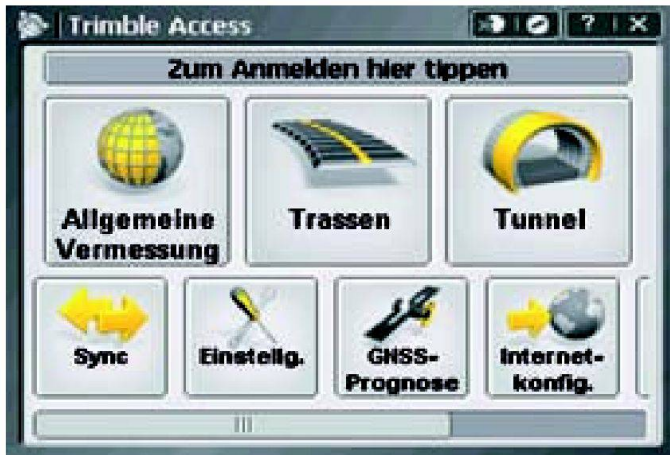 Trimble Access
? X
Zum Anmelden hier tippen
Allgemeine
Vermessung
Trassen
Tunnel
Sync
Einstellg.
GNSS-
Prognose
Internet-
konfig.